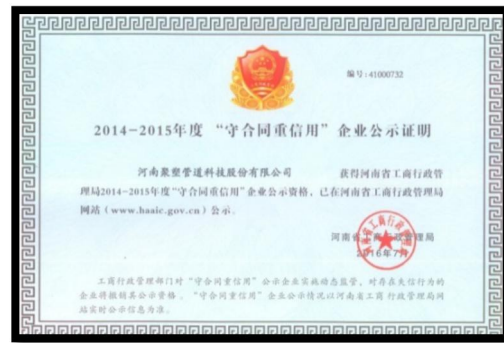 编号:41000732
2014-2015年度 “守合同重信用” 企业公示证明
河南聚塑管道科技股份有限公司 获得河南省工商行政管
理局2014-2015年度“守合同重信用”企业公示资格，已在河南省工商行政管理局
网站（www.haaic.gov.cn）公示。
河南省工商行政管理局
2016年7月
工商行政管理部门对“守合同重信用”公示企业实施动态监管，对存在失信行为的
企业将撤销其公示资格。“守合同重信用”企业公示情况以河南省工商行政管理局网
站实时公示信息为准。